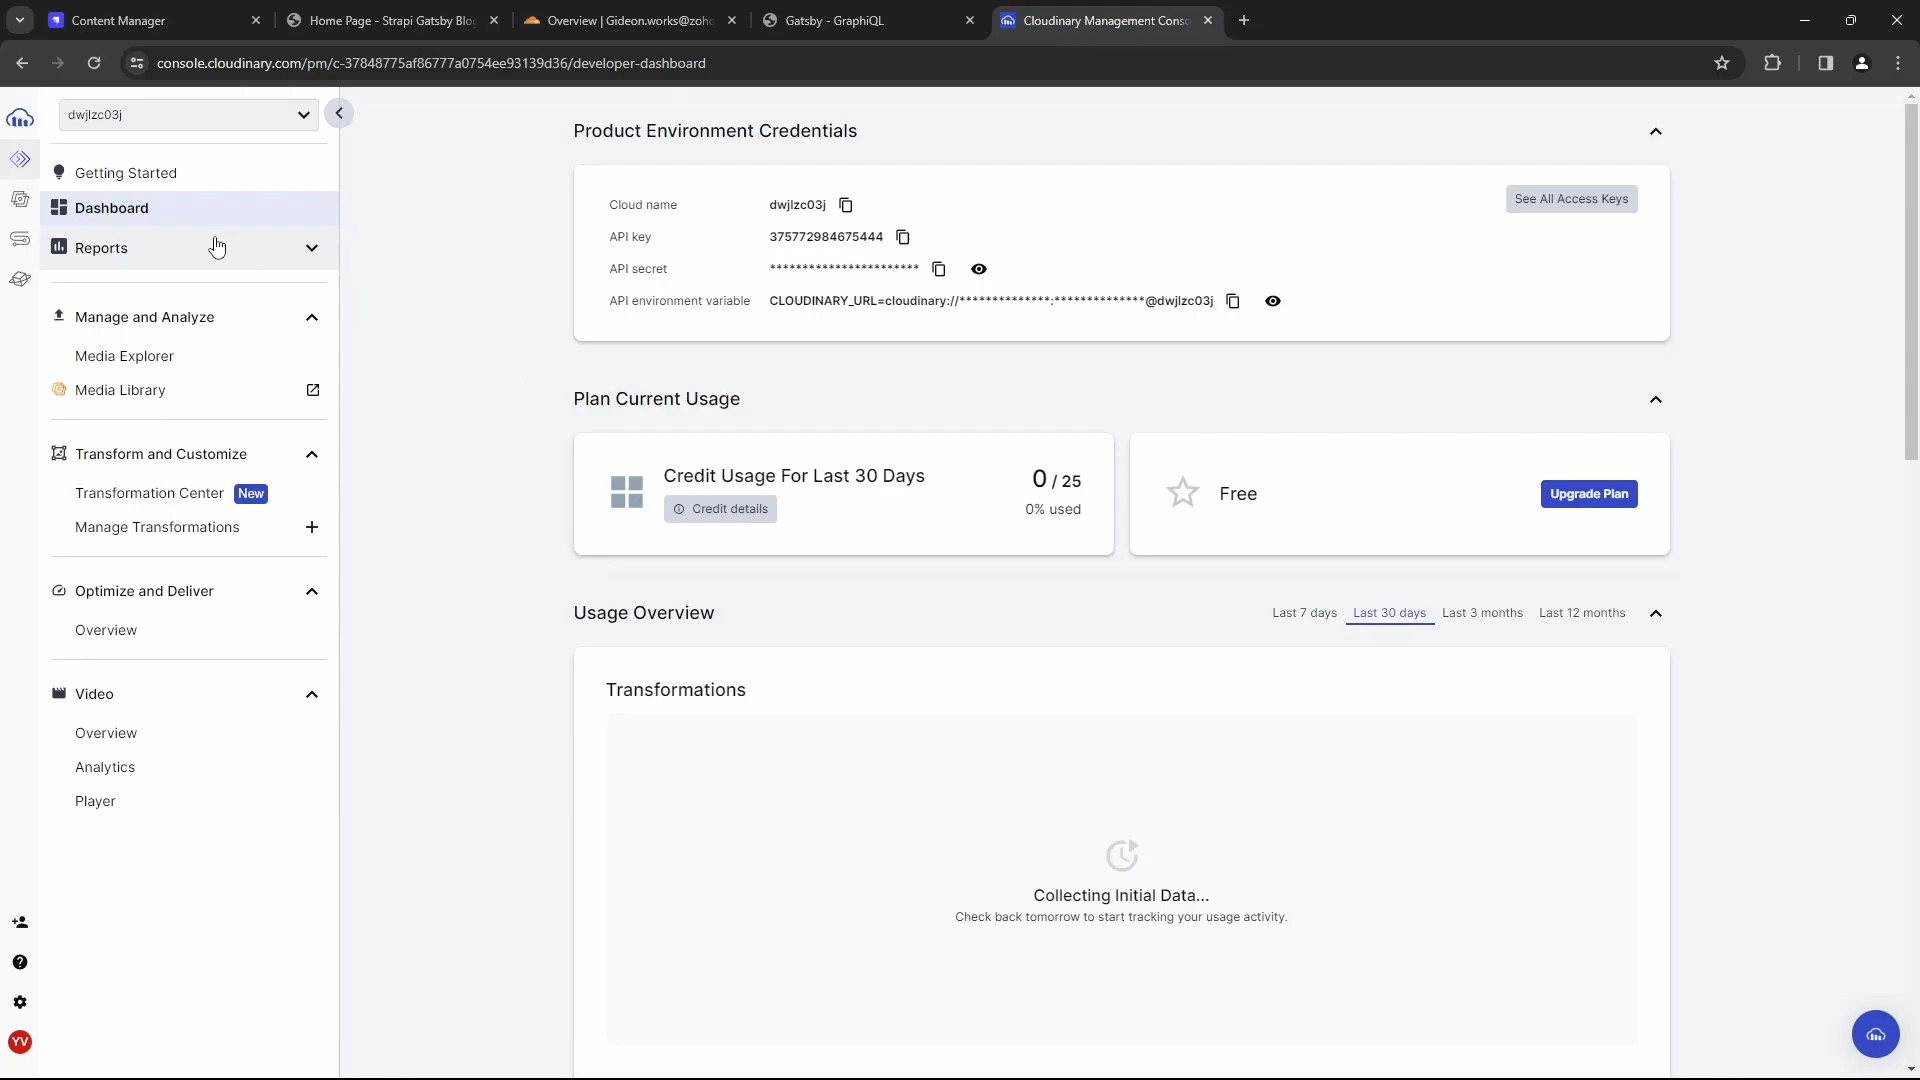 Content Manager
Home Page - Strapi Gatsby Blo
Overview | Gideon.works@zoho
Gatsby - GraphiQL
Cloudinary Management Conso
console.cloudinary.com/pm/c-37848775af86777a0754ee93139d36/developer-dashboard
dwjlzc03j
Getting Started
Dashboard
Reports
Manage and Analyze
Media Explorer
Media Library
Transform and Customize
Transformation Center New
Manage Transformations
Optimize and Deliver
Overview
Video
Overview
Analytics
Player
YV
Product Environment Credentials
See All Access Keys
Cloud name dwjlzc03j
API key 375772984675444
API secret ***********************
API environment variable CLOUDINARY_URL=cloudinary://**************:**************@dwjlzc03j
Plan Current Usage
Credit Usage For Last 30 Days
Credit details
0 / 25
0% used
Free
Upgrade Plan
Usage Overview
Last 7 days Last 30 days Last 3 months Last 12 months
Transformations
Collecting Initial Data...
Check back tomorrow to start tracking your usage activity.